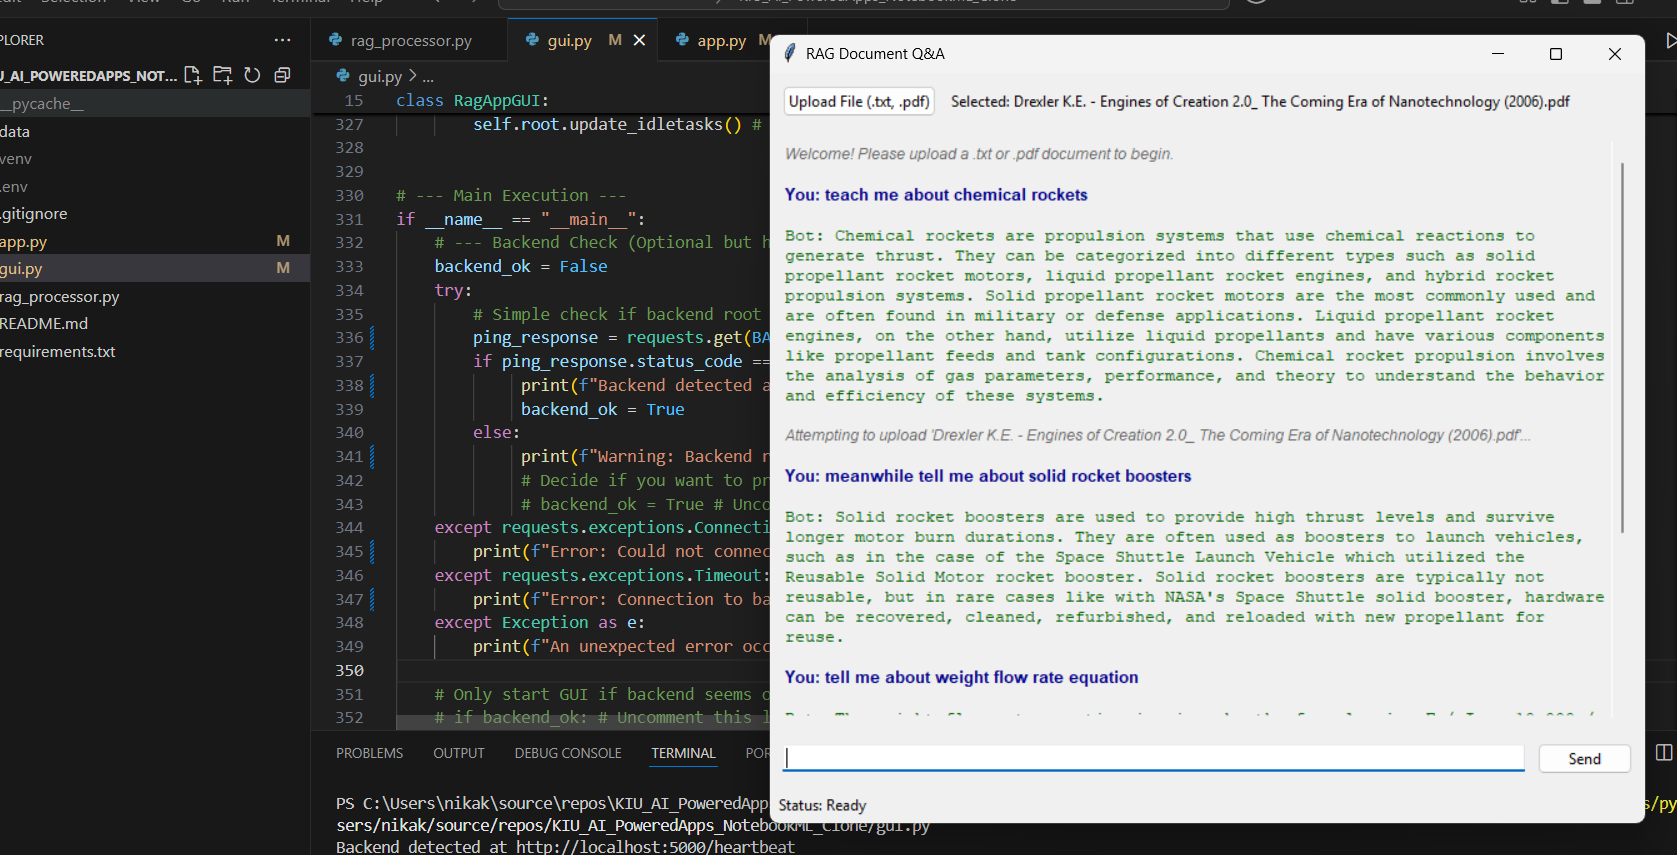 Selection View Go Run Terminal Help
PLORER
U_AI_POWEREDAPPS_NOT...
__pycache__
data
venv
.env
.gitignore
app.py M
gui.py M
rag_processor.py
README.md
requirements.txt
rag_processor.py gui.py M app.py M
gui.py > ...
15 class RagAppGUI:
327 self.root.update_idletasks() #
328
329
330 # --- Main Execution ---
331 if __name__ == "__main__":
332 # --- Backend Check (Optional but h
333 backend_ok = False
334 try:
335 # Simple check if backend root
336 ping_response = requests.get(BA
337 if ping_response.status_code ==
338 print(f"Backend detected a
339 backend_ok = True
340 else:
341 print(f"Warning: Backend r
342 # Decide if you want to pr
343 # backend_ok = True # Unco
344 except requests.exceptions.Connecti
345 print(f"Error: Could not connec
346 except requests.exceptions.Timeout:
347 print(f"Error: Connection to ba
348 except Exception as e:
349 print(f"An unexpected error occ
350
351 # Only start GUI if backend seems o
352 # if backend_ok: # Uncomment this l
PROBLEMS OUTPUT DEBUG CONSOLE TERMINAL POR
PS C:\Users\nikak\source\repos\KIU_AI_PoweredApp
s/py
sers/nikak/source/repos/KIU_AI_PoweredApps_NotebookML_Clone/gui.py
Backend detected at http://localhost:5000/heartbeat
RAG Document Q&A
Upload File (.txt, .pdf) Selected: Drexler K.E. - Engines of Creation 2.0_ The Coming Era of Nanotechnology (2006).pdf
Welcome! Please upload a .txt or .pdf document to begin.
You: teach me about chemical rockets
Bot: Chemical rockets are propulsion systems that use chemical reactions to
generate thrust. They can be categorized into different types such as solid
propellant rocket motors, liquid propellant rocket engines, and hybrid rocket
propulsion systems. Solid propellant rocket motors are the most commonly used and
are often found in military or defense applications. Liquid propellant rocket
engines, on the other hand, utilize liquid propellants and have various components
like propellant feeds and tank configurations. Chemical rocket propulsion involves
the analysis of gas parameters, performance, and theory to understand the behavior
and efficiency of these systems.
Attempting to upload 'Drexler K.E. - Engines of Creation 2.0_ The Coming Era of Nanotechnology (2006).pdf'...
You: meanwhile tell me about solid rocket boosters
Bot: Solid rocket boosters are used to provide high thrust levels and survive
longer motor burn durations. They are often used as boosters to launch vehicles,
such as in the case of the Space Shuttle Launch Vehicle which utilized the
Reusable Solid Motor rocket booster. Solid rocket boosters are typically not
reusable, but in rare cases like with NASA's Space Shuttle solid booster, hardware
can be recovered, cleaned, refurbished, and reloaded with new propellant for
reuse.
You: tell me about weight flow rate equation
Send
Status: Ready